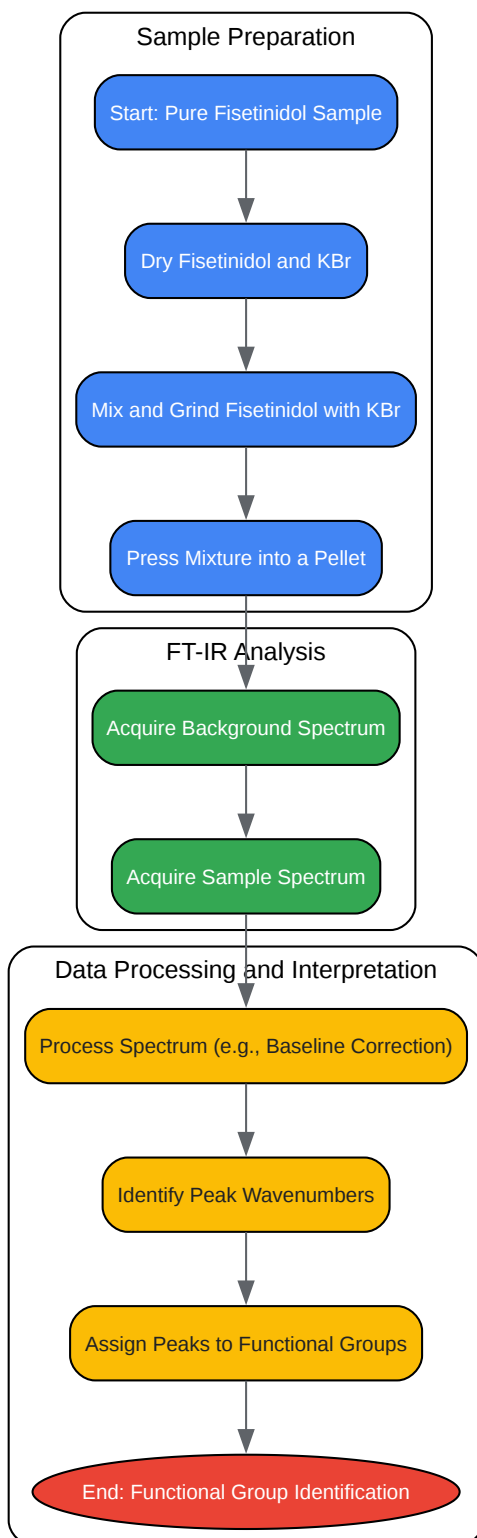 Sample Preparation
Start: Pure Fisetinidol Sample
Dry Fisetinidol and KBr
Mix and Grind Fisetinidol with KBr
Press Mixture into a Pellet
FT-IR Analysis
Acquire Background Spectrum
Acquire Sample Spectrum
Data Processing and Interpretation
Process Spectrum (e.g., Baseline Correction)
Identify Peak Wavenumbers
Assign Peaks to Functional Groups
End: Functional Group Identification